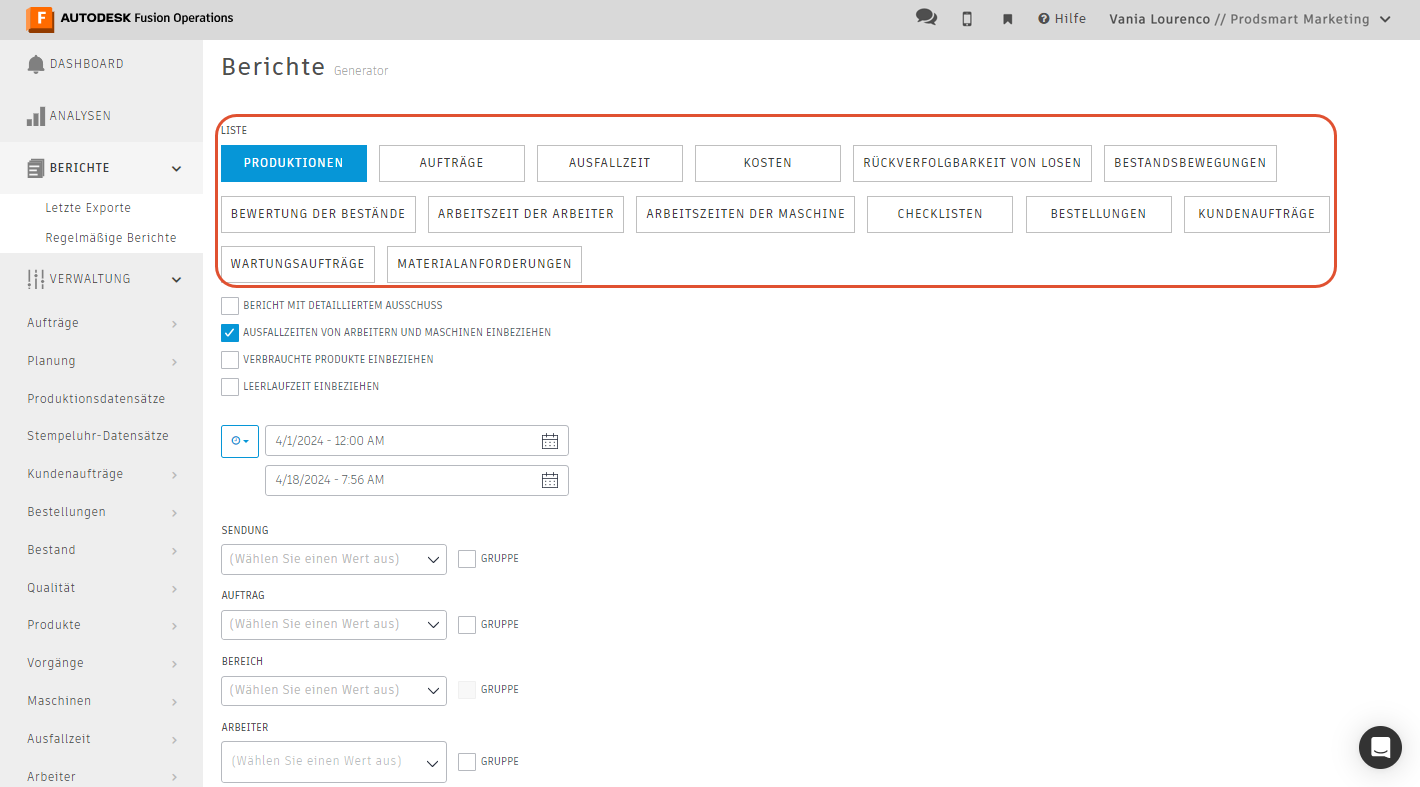 AUTODESK Fusion Operations
Hilfe
Vania Lourenco // Prodsmart Marketing
DASHBOARD
ANALYSEN
BERICHTE
Letzte Exporte
Regelmäßige Berichte
VERWALTUNG
Aufträge
Planung
Produktionsdatensätze
Stempeluhr-Datensätze
Kundenaufträge
Bestellungen
Bestand
Qualität
Produkte
Vorgänge
Maschinen
Ausfallzeit
Arbeiter
Berichte Generator
LISTE
PRODUKTIONEN AUFTRÄGE AUSFALLZEIT KOSTEN RÜCKVERFOLGBARKEIT VON LOSEN BESTANDSBEWEGUNGEN
BEWERTUNG DER BESTÄNDE ARBEITSZEIT DER ARBEITER ARBEITSZEITEN DER MASCHINE CHECKLISTEN BESTELLUNGEN KUNDENAUFTRÄGE
WARTUNGSAUFTRÄGE MATERIALANFORDERUNGEN
BERICHT MIT DETAILLIERTEM AUSSCHUSS
AUSFALLZEITEN VON ARBEITERN UND MASCHINEN EINBEZIEHEN
VERBRAUCHTE PRODUKTE EINBEZIEHEN
LEERLAUFZEIT EINBEZIEHEN
4/1/2024 - 12:00 AM
4/18/2024 - 7:56 AM
SENDUNG
(Wählen Sie einen Wert aus) GRUPPE
AUFTRAG
(Wählen Sie einen Wert aus) GRUPPE
BEREICH
(Wählen Sie einen Wert aus) GRUPPE
ARBEITER
(Wählen Sie einen Wert aus) GRUPPE